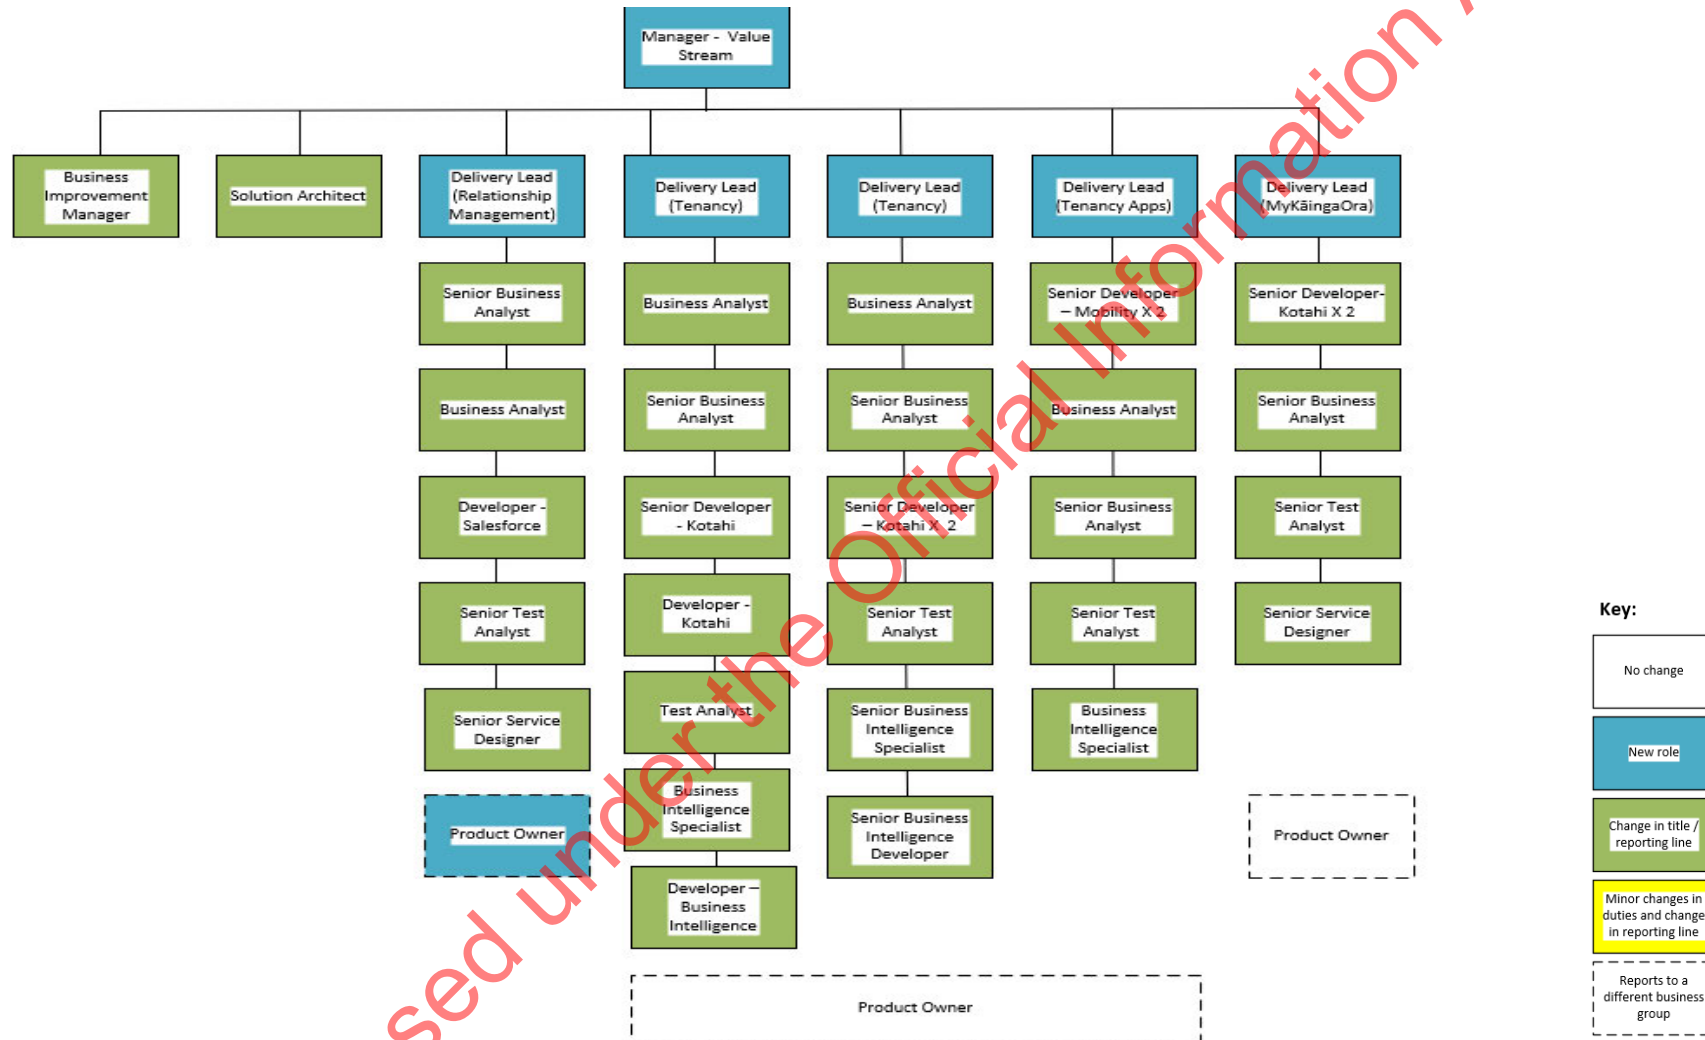 Manager - Value
Stream
Business
Improvement
Manager
Solution Architect
Delivery Lead
(Relationship
Management)
Delivery Lead
(Tenancy)
Delivery Lead
(Tenancy)
Delivery Lead
(Tenancy Apps)
Delivery Lead
(MyKāingaOra)
Senior Business
Analyst
Business Analyst
Developer -
Salesforce
Senior Test
Analyst
Senior Service
Designer
Product Owner
Business Analyst
Senior Business
Analyst
Senior Developer
- Kotahi
Developer -
Kotahi
Test Analyst
Business
Intelligence
Specialist
Developer –
Business
Intelligence
Business Analyst
Senior Business
Analyst
Senior Developer
– Kotahi X 2
Senior Test
Analyst
Senior Business
Intelligence
Specialist
Senior Business
Intelligence
Developer
Senior Developer
– Mobility X 2
Business Analyst
Senior Business
Analyst
Senior Test
Analyst
Business
Intelligence
Specialist
Senior Developer-
Kotahi X 2
Senior Business
Analyst
Senior Test
Analyst
Senior Service
Designer
Product Owner
Product Owner
Key:
No change
New role
Change in title /
reporting line
Minor changes in
duties and change
in reporting line
Reports to a
different business
group
sed under the Official Information